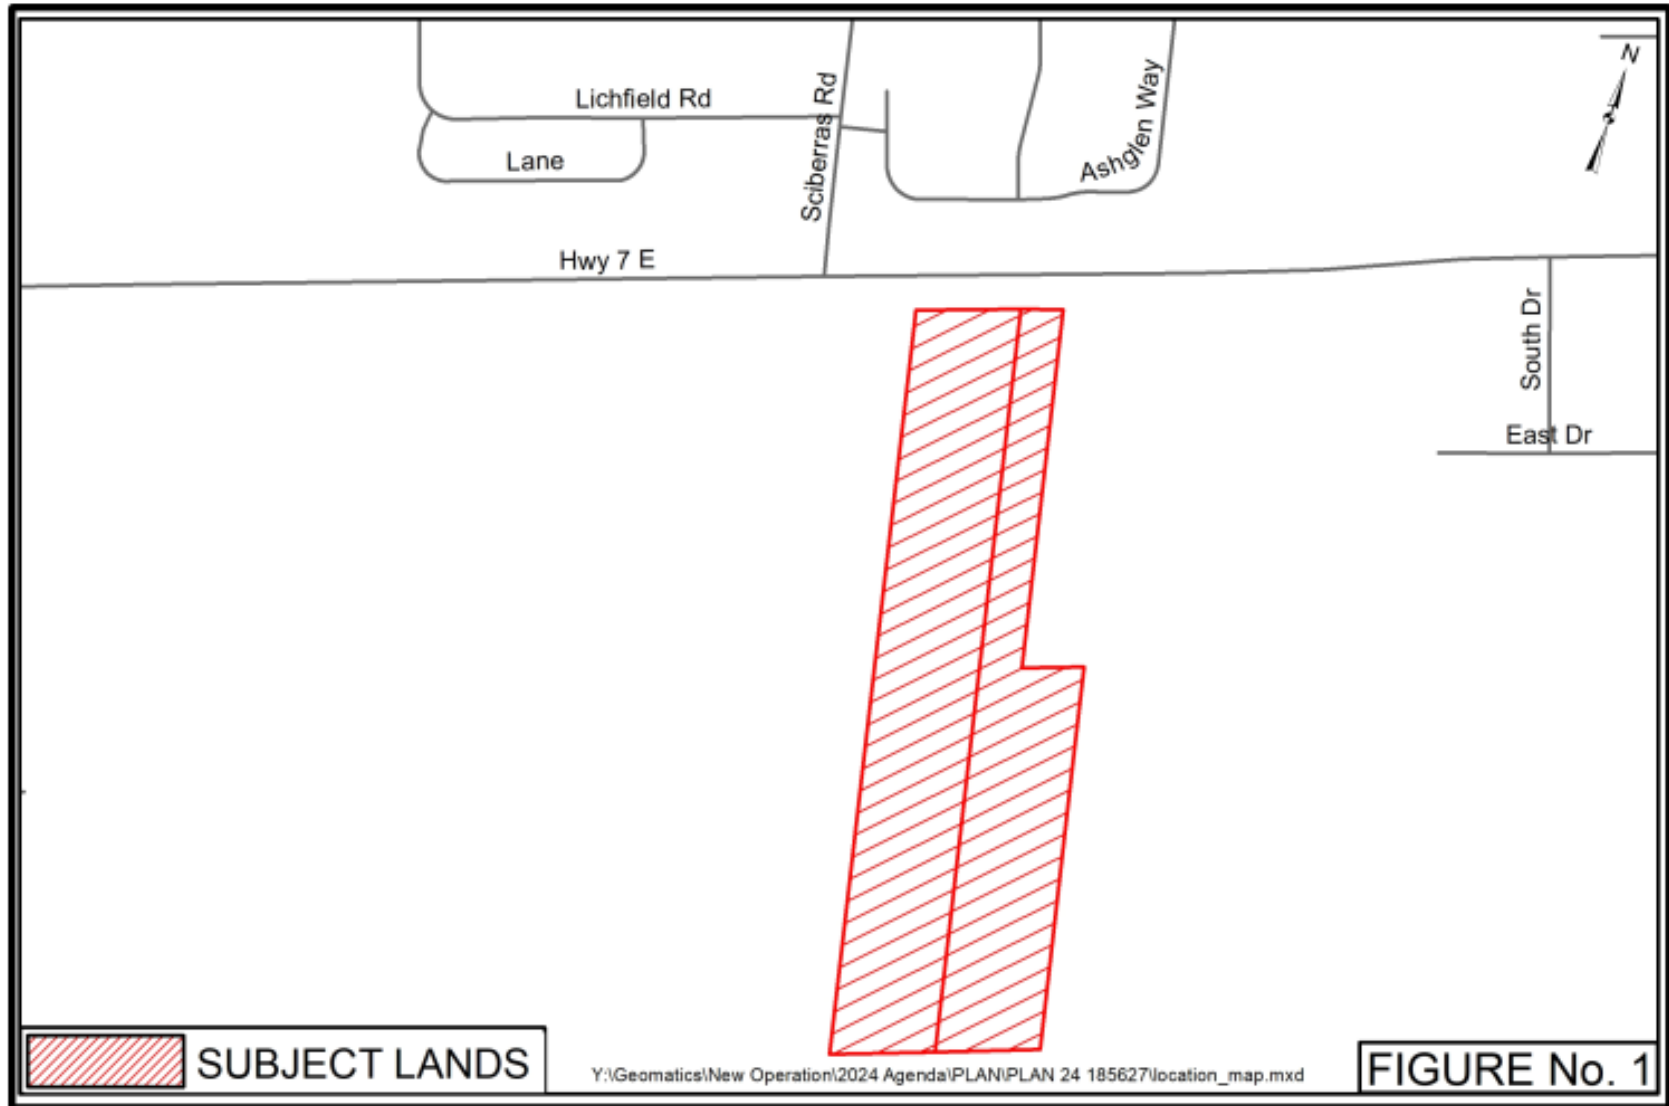 N
Lichfield Rd
Lane
Sciberras Rd
Ashglen Way
Hwy 7 E
South Dr
East Dr
SUBJECT LANDS
Y:\Geomatics\New Operation\2024 Agenda\PLAN\PLAN 24 185627\location_map.mxd
FIGURE No. 1